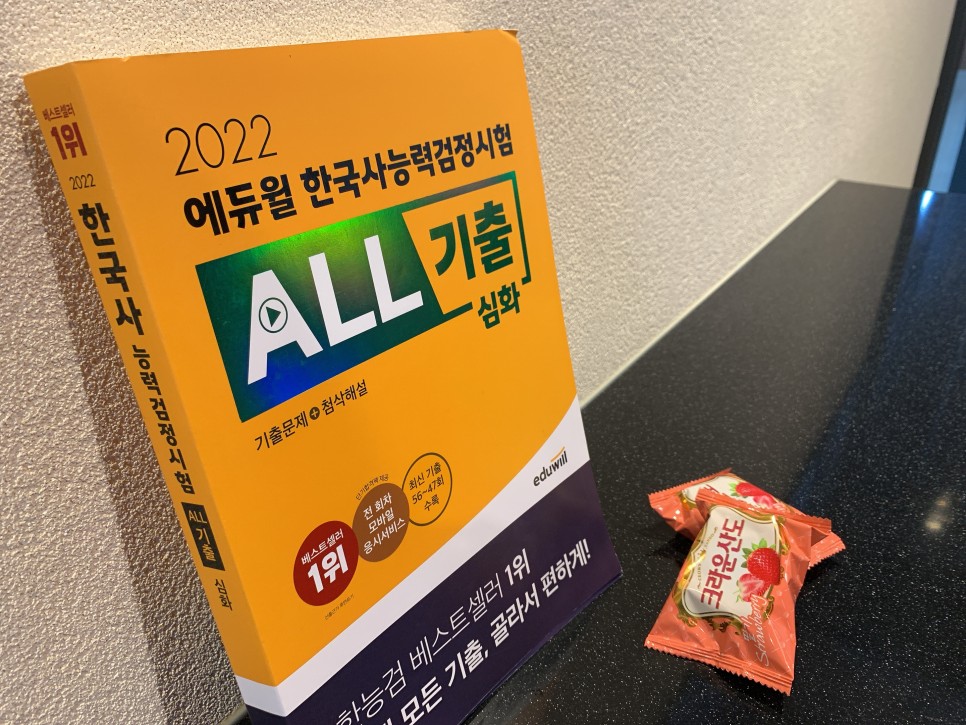 베스트셀러
1위
2022
한국사
능력검정시험
ALL
기출
심화
2022
에듀윌 한국사능력검정시험
ALL 기출
심화
기출문제+첨삭해설
eduwill
베스트셀러
1위
전 회차
모바일
응시서비스
최신 기출
56~47회
수록
한능검 베스트셀러 1위
모든 기출, 골라서 편하게!
크라운산도
Strawberry